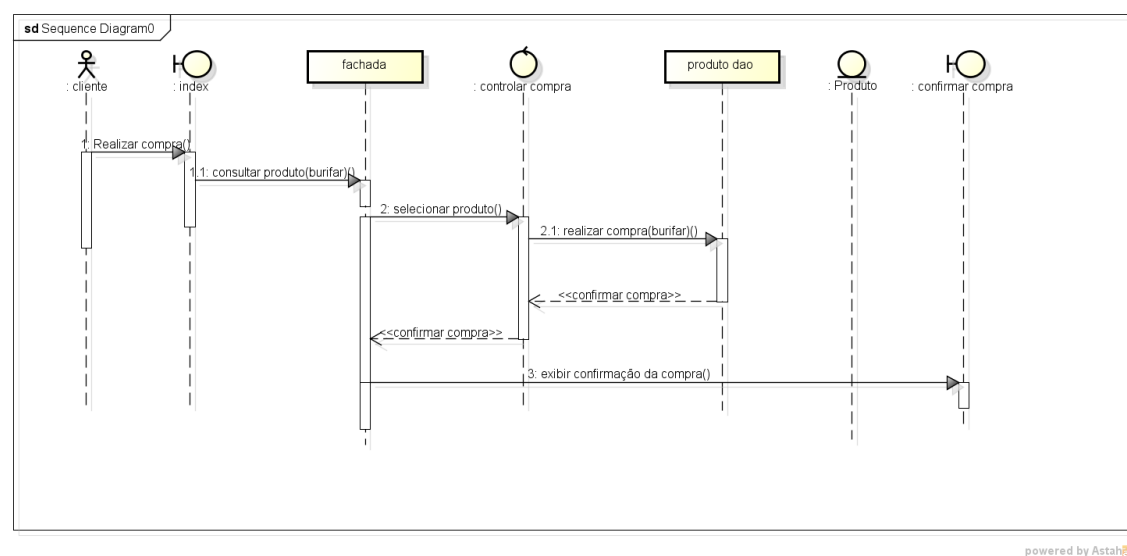 sd Sequence Diagram0
fachada
produto dao
: cliente
: index
: controlar compra
: Produto
: confirmar compra
1: Realizar compra()
1.1: consultar produto(burifar)()
2: selecionar produto()
2.1: realizar compra(burifar)()
<<confirmar compra>>
<<confirmar compra>>
3: exibir confirmação da compra()
powered by Astah